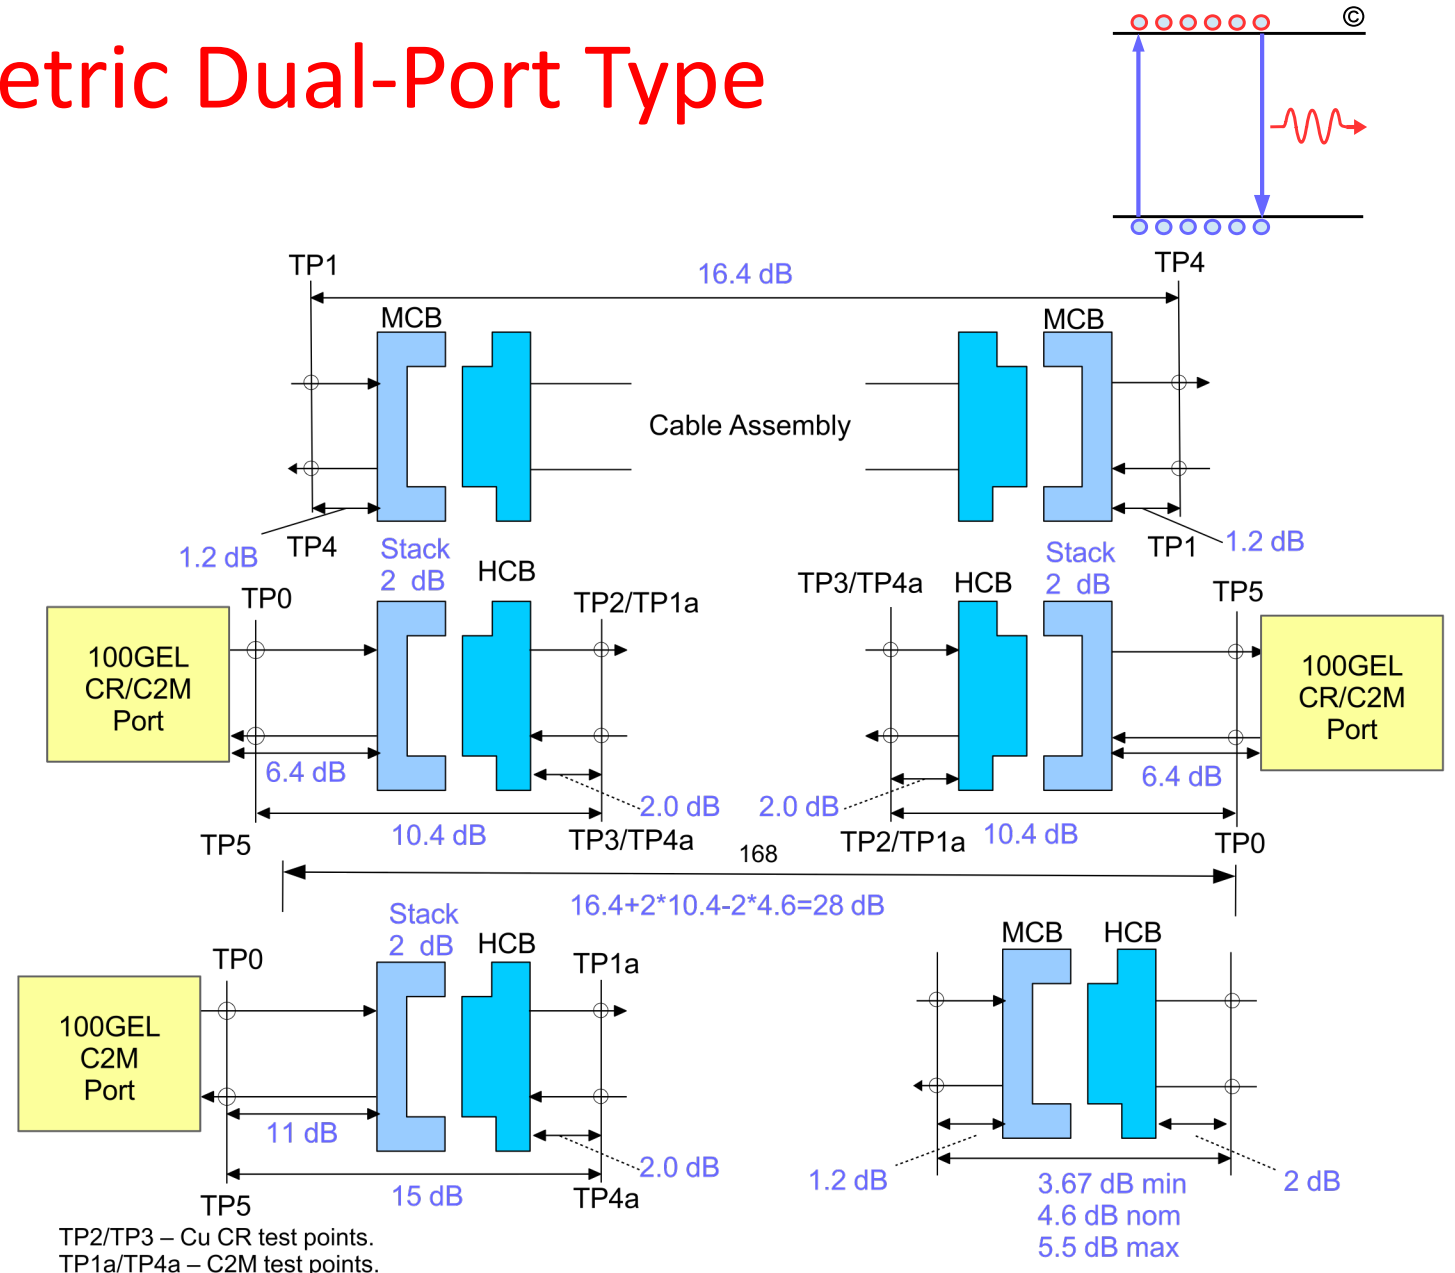 etric Dual-Port Type
©
TP1
16.4 dB
TP4
MCB
MCB
Cable Assembly
1.2 dB
TP4
Stack
2 dB
HCB
TP1
1.2 dB
Stack
2 dB
HCB
TP0
TP2/TP1a
TP3/TP4a
TP5
100GEL
CR/C2M
Port
100GEL
CR/C2M
Port
6.4 dB
6.4 dB
2.0 dB
2.0 dB
10.4 dB
10.4 dB
TP5
TP3/TP4a
TP2/TP1a
TP0
168
16.4+2*10.4-2*4.6=28 dB
Stack
2 dB
HCB
TP0
TP1a
MCB
HCB
100GEL
C2M
Port
11 dB
2.0 dB
15 dB
TP5
TP4a
1.2 dB
3.67 dB min
4.6 dB nom
5.5 dB max
2 dB
TP2/TP3 – Cu CR test points.
TP1a/TP4a – C2M test points.